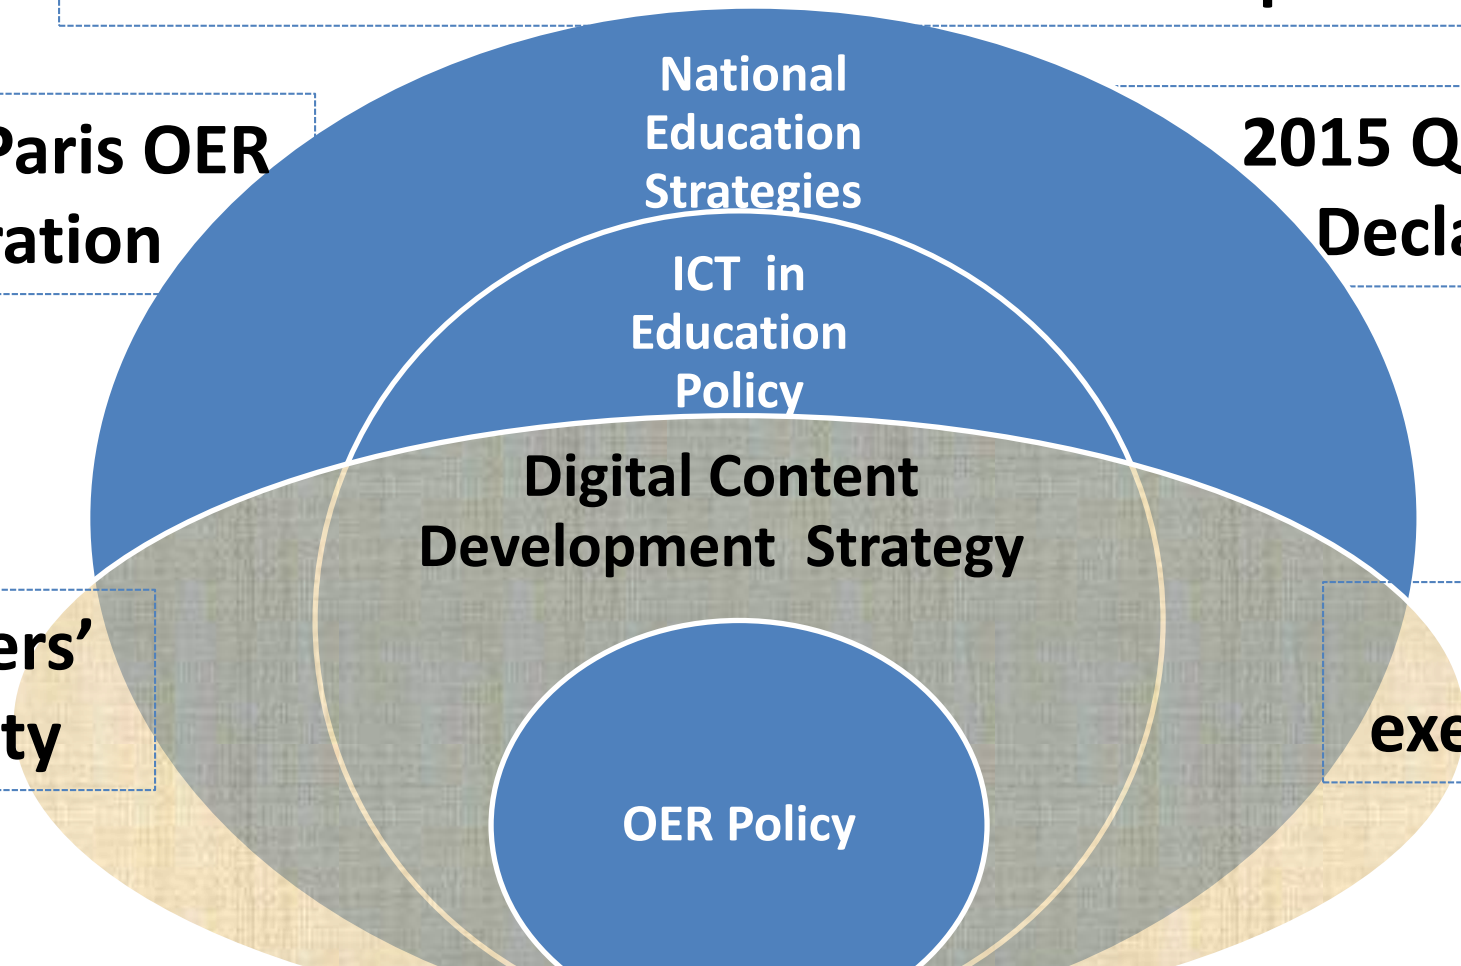 National
Education
Strategies
Paris OER
ration
2015 Q
Decla
ICT in
Education
Policy
Digital Content
Development Strategy
ers’
ty
exe
OER Policy